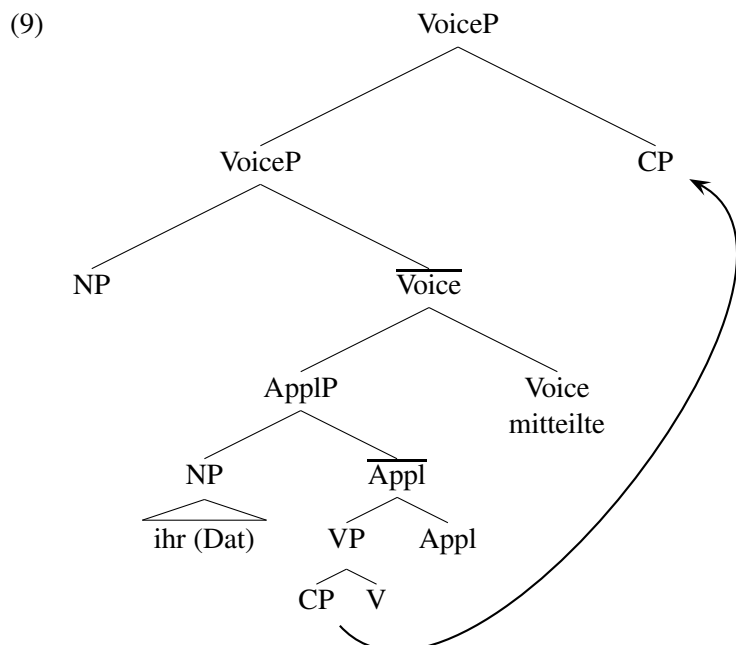 (9) VoiceP
VoiceP CP
NP Voice
ApplP Voice
mitteilte
NP Appl
ihr (Dat) VP Appl
CP V